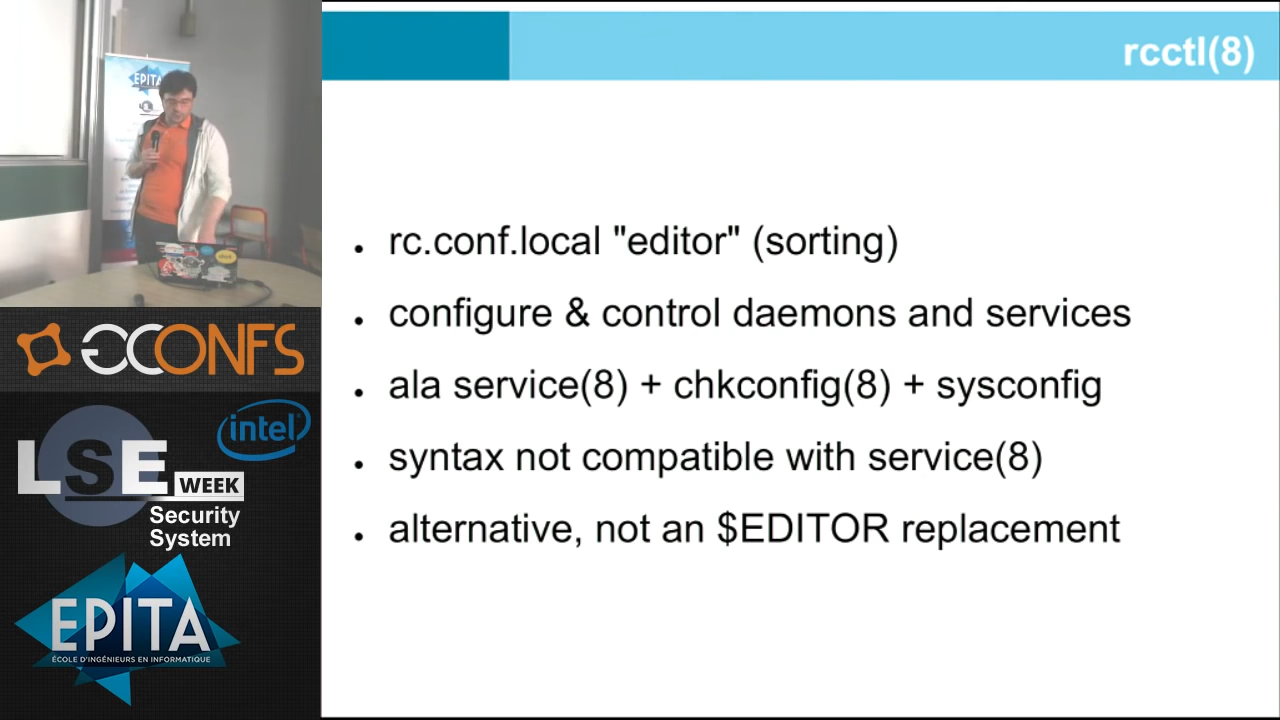 rcctl(8)
rc.conf.local "editor" (sorting)
configure & control daemons and services
ala service(8) + chkconfig(8) + sysconfig
syntax not compatible with service(8)
alternative, not an $EDITOR replacement
EPITA
GCONFS
intel
LSE
WEEK
Security
System
EPITA
ÉCOLE D'INGÉNIEURS EN INFORMATIQUE